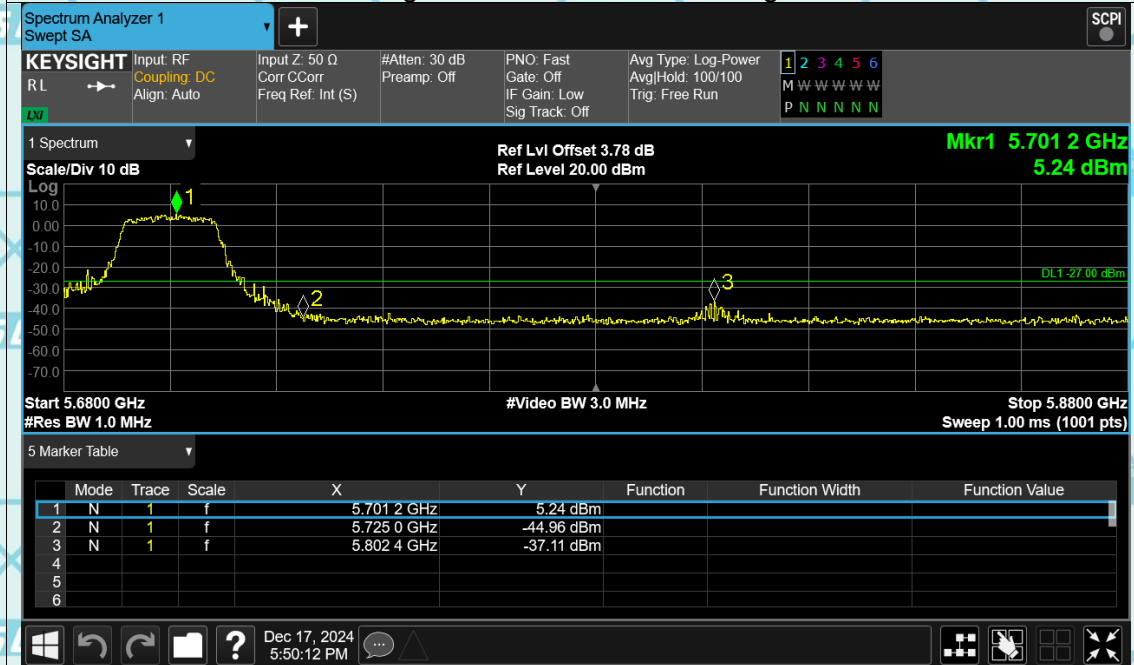 Spectrum Analyzer 1
Swept SA
+
SCPI
KEYSIGHT
R L
LXI
Input: RF
Coupling: DC
Align: Auto
Input Z: 50 Ω
Corr CCorr
Freq Ref: Int (S)
#Atten: 30 dB
Preamp: Off
PNO: Fast
Gate: Off
IF Gain: Low
Sig Track: Off
Avg Type: Log-Power
Avg|Hold: 100/100
Trig: Free Run
1 2 3 4 5 6
M W W W W W
P N N N N N
1 Spectrum
Scale/Div 10 dB
Ref Lvl Offset 3.78 dB
Ref Level 20.00 dBm
Mkr1 5.701 2 GHz
5.24 dBm
Log
10.0
0.00
-10.0
-20.0
-30.0
-40.0
-50.0
-60.0
-70.0
1
2
3
DL1 -27.00 dBm
Start 5.6800 GHz
#Res BW 1.0 MHz
#Video BW 3.0 MHz
Stop 5.8800 GHz
Sweep 1.00 ms (1001 pts)
5 Marker Table
Mode Trace Scale X Y Function Function Width Function Value
1 N 1 f 5.701 2 GHz 5.24 dBm
2 N 1 f 5.725 0 GHz -44.96 dBm
3 N 1 f 5.802 4 GHz -37.11 dBm
4
5
6
?
Dec 17, 2024
5:50:12 PM